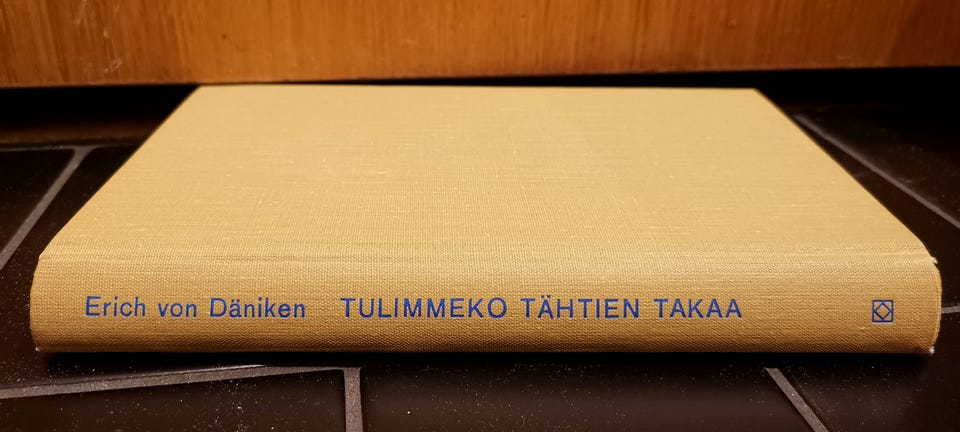 Erich von Däniken TULIMMEKO TÄHTIEN TAKAA